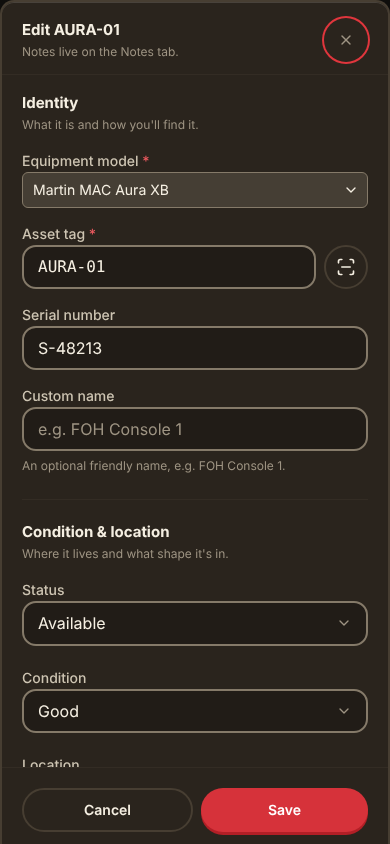 Edit AURA-01
Notes live on the Notes tab.
Identity
What it is and how you'll find it.
Equipment model *
Martin MAC Aura XB
Asset tag *
AURA-01
Serial number
S-48213
Custom name
e.g. FOH Console 1
An optional friendly name, e.g. FOH Console 1.
Condition & location
Where it lives and what shape it's in.
Status
Available
Condition
Good
Location
Cancel
Save